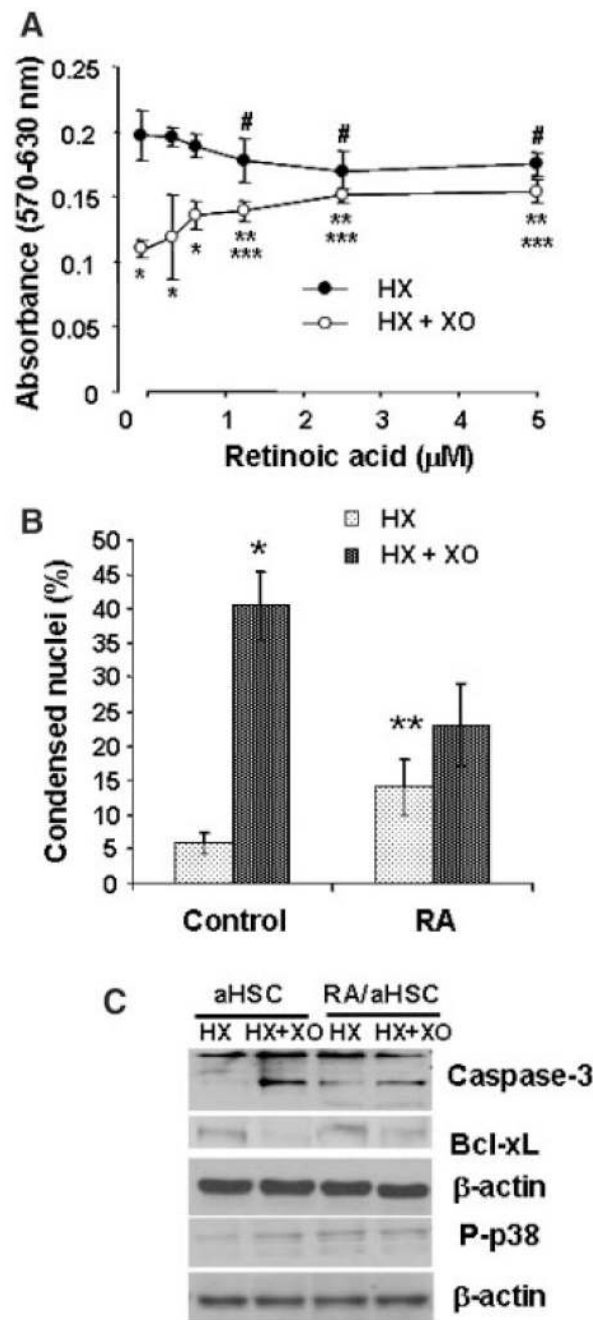 A
0.25
0.2
0.15
0.1
0.05
0
Absorbance (570-630 nm)
# # #
* * * ** ** **
*** *** ***
HX
HX + XO
0 1 2 3 4 5
Retinoic acid (μM)
B
HX
HX + XO
50
45
40
35
30
25
20
15
10
5
0
Condensed nuclei (%)
*
**
Control RA
C
aHSC RA/aHSC
HX HX+XO HX HX+XO
Caspase-3
Bcl-xL
β-actin
P-p38
β-actin